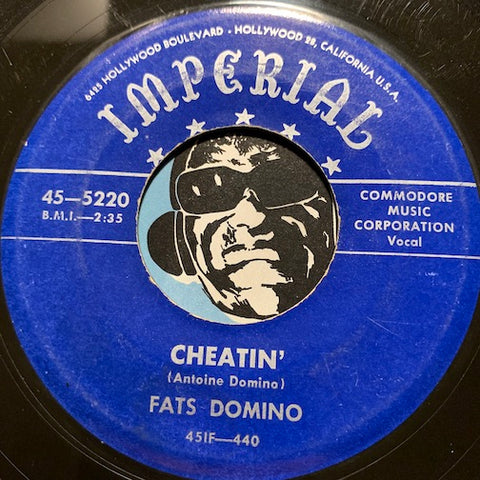 6425 HOLLYWOOD BOULEVARD • HOLLYWOOD 28, CALIFORNIA U.S.A.
IMPERIAL
45—5220
B.M.I.—2:35
COMMODORE
MUSIC
CORPORATION
Vocal
CHEATIN'
(Antoine Domino)
FATS DOMINO
45IF—440